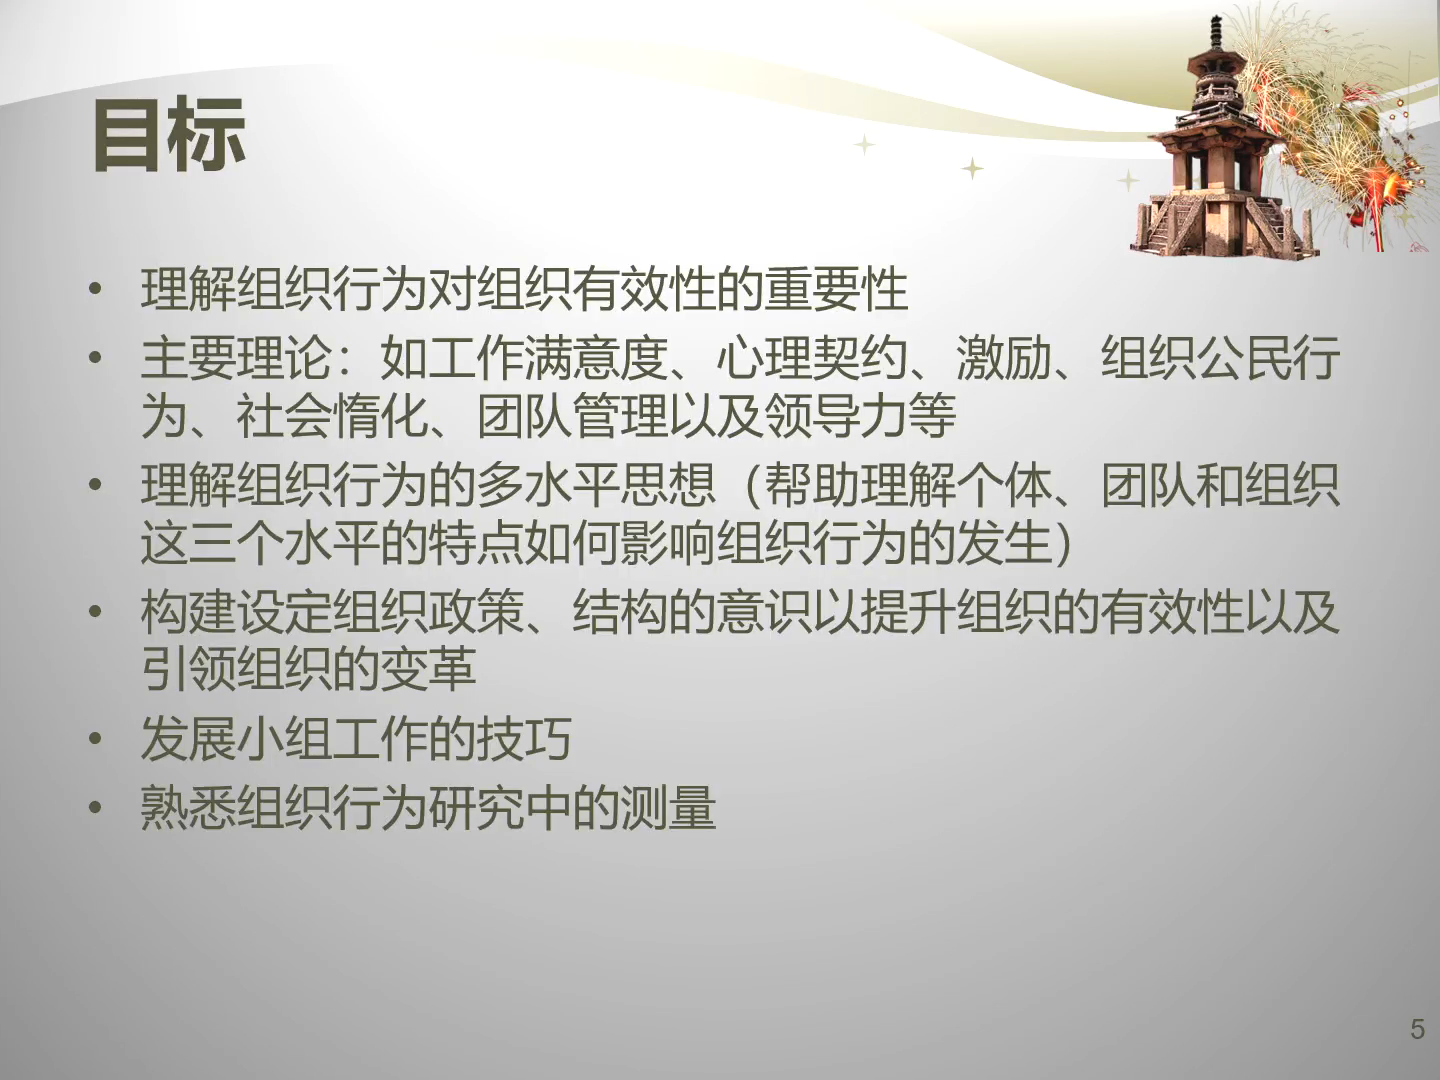 目标
• 理解组织行为对组织有效性的重要性
• 主要理论：如工作满意度、心理契约、激励、组织公民行
为、社会惰化、团队管理以及领导力等
• 理解组织行为的多水平思想（帮助理解个体、团队和组织
这三个水平的特点如何影响组织行为的发生）
• 构建设定组织政策、结构的意识以提升组织的有效性以及
引领组织的变革
• 发展小组工作的技巧
• 熟悉组织行为研究中的测量
5